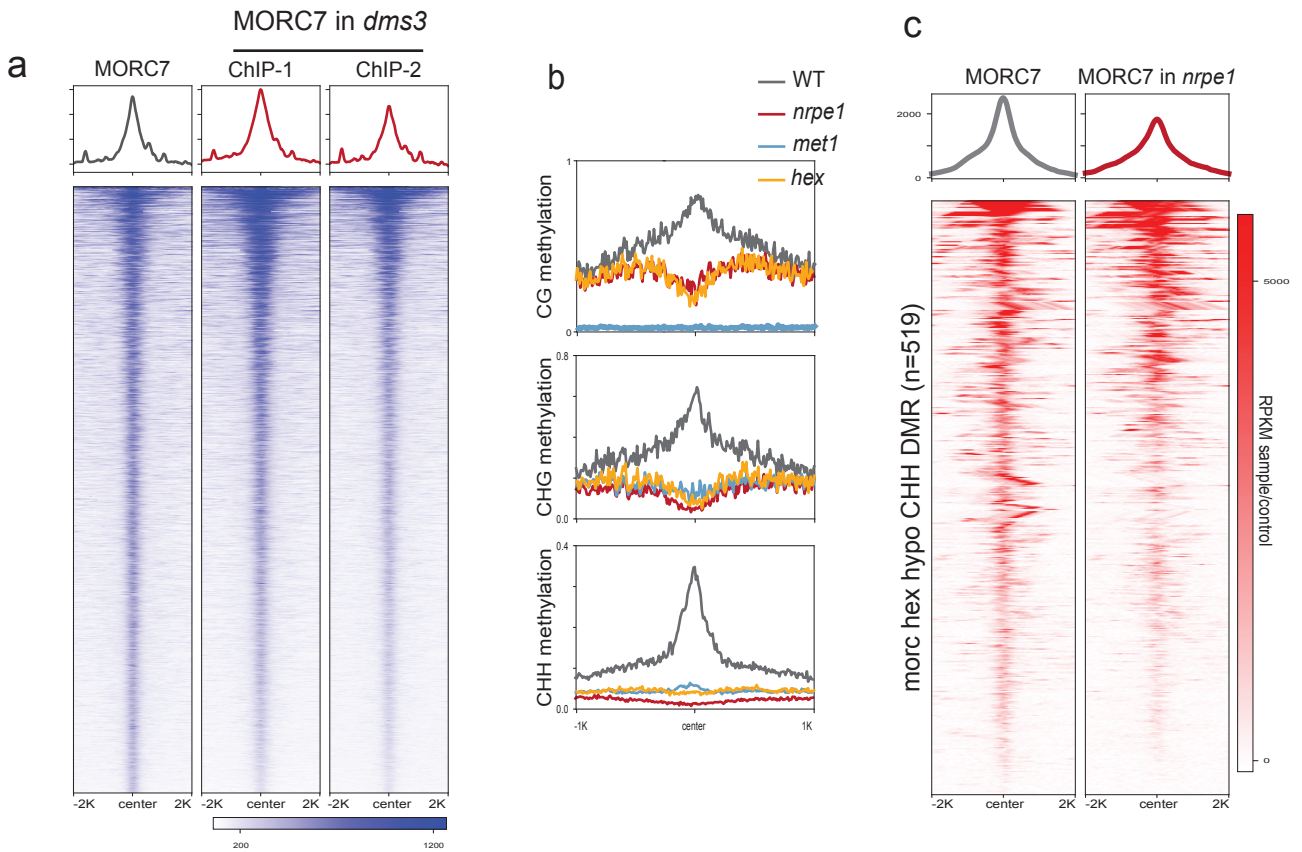 MORC7 in dms3
a
MORC7
ChIP-1
ChIP-2
-2K
center
2K
center
-2K
center
2K
200
1200
b
WT
nrpe1
met1
hex
CG methylation
1
0
CHG methylation
0.8
0.0
CHH methylation
0.4
0.0
-1K
center
1K
c
MORC7
MORC7 in nrpe1
2000
0
morc hex hypo CHH DMR (n=519)
-2K
center
2K
-2K
center
2K
5000
0
RPKM sample/control